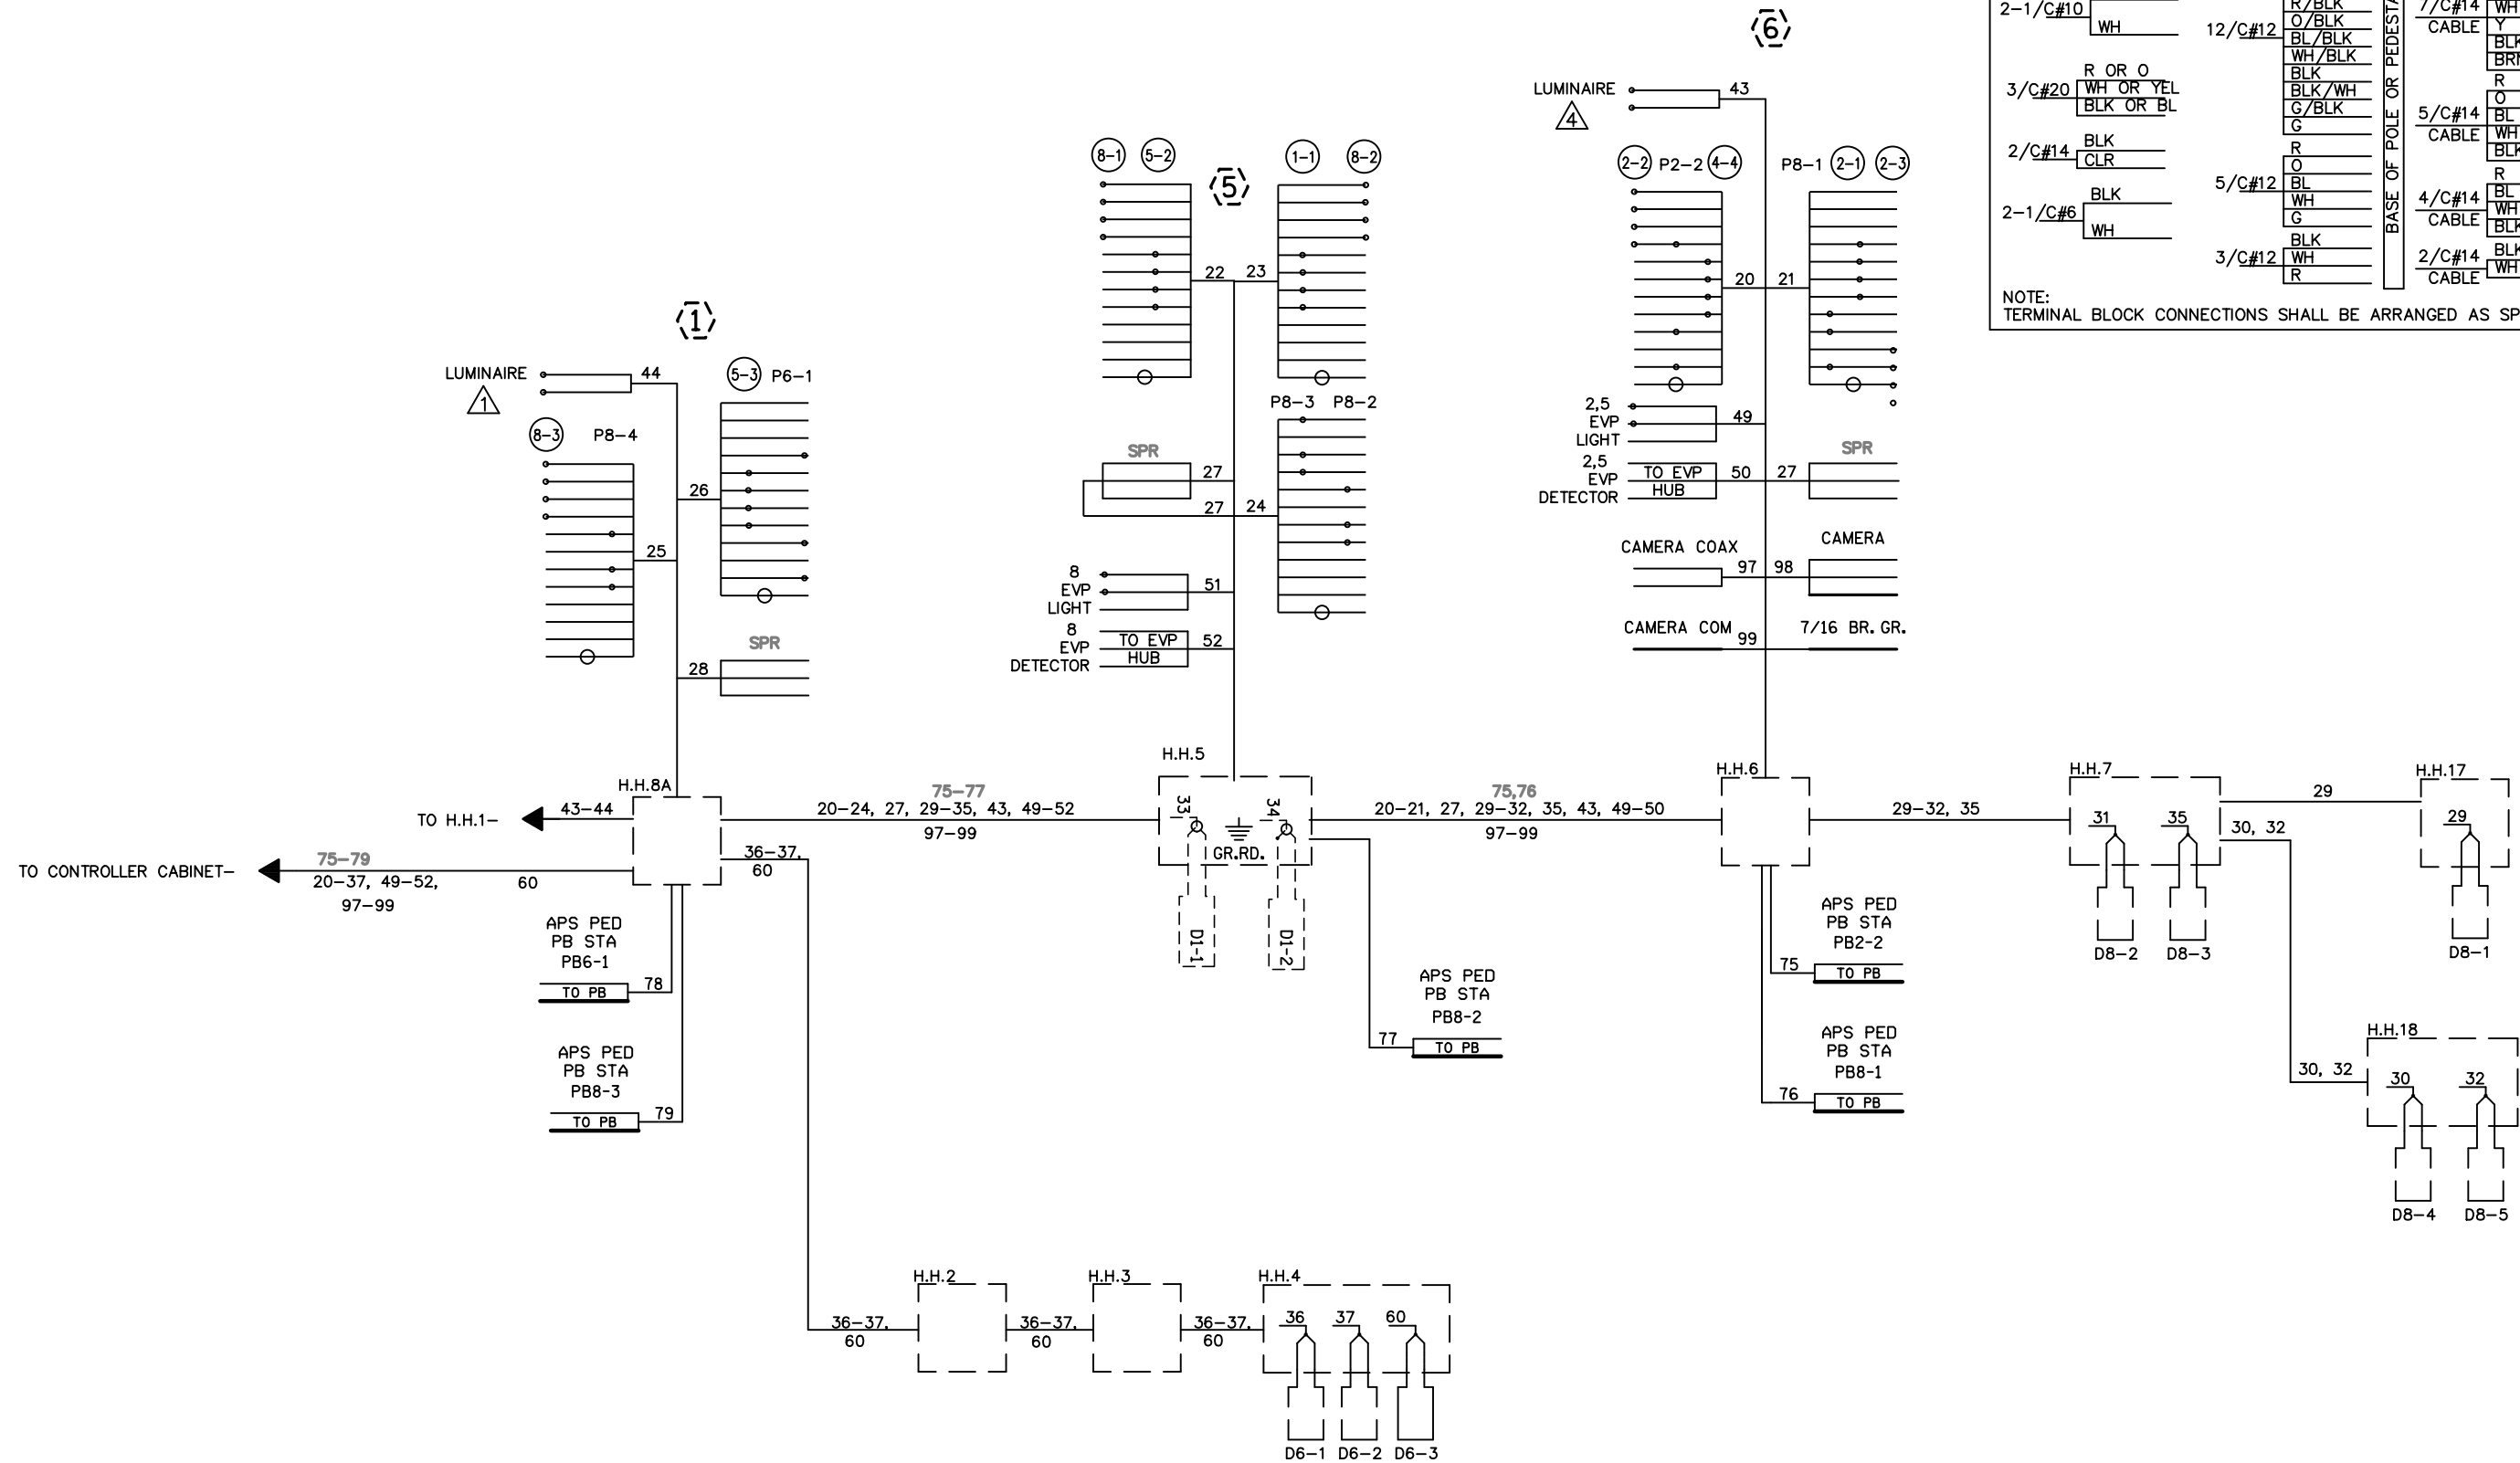 1
LUMINAIRE
1
44
5-3 P6-1
8-3 P8-4
26
25
SPR
28
8-1 5-2
5
1-1 8-2
22 23
P8-3 P8-2
SPR
27
27 24
8
EVP
LIGHT
51
8
EVP
DETECTOR
TO EVP
HUB
52
6
LUMINAIRE
4
43
2-2 P2-2 4-4
P8-1 2-1 2-3
20 21
2,5
EVP
LIGHT
49
2,5
EVP
DETECTOR
TO EVP
HUB
50 27
SPR
CAMERA COAX
97 98
CAMERA
CAMERA COM
99
7/16 BR. GR.
2-1/C#10
WH
3/C#20
R OR O
WH OR YEL
BLK OR BL
2/C#14
BLK
CLR
2-1/C#6
BLK
WH
12/C#12
R/BLK
O/BLK
BL/BLK
WH/BLK
BLK
BLK/WH
G/BLK
G
5/C#12
R
O
BL
WH
G
3/C#12
BLK
WH
R
BASE OF POLE OR PEDESTA
7/C#14
CABLE
WH
Y
BLK
BRN
5/C#14
CABLE
R
O
BL
WH
BLK
4/C#14
CABLE
R
BL
WH
BLK
2/C#14
CABLE
BLK
WH
NOTE:
TERMINAL BLOCK CONNECTIONS SHALL BE ARRANGED AS SP
H.H.8A
TO H.H.1-
43-44
TO CONTROLLER CABINET-
75-79
20-37, 49-52,
60
97-99
36-37,
60
75-77
20-24, 27, 29-35, 43, 49-52
97-99
H.H.5
33
34
GR.RD.
D1-1
D1-2
75,76
20-21, 27, 29-32, 35, 43, 49-50
97-99
H.H.6
29-32, 35
H.H.7
31
35
D8-2
D8-3
29
30, 32
H.H.17
29
D8-1
H.H.18
30, 32
30
32
D8-4
D8-5
APS PED
PB STA
PB6-1
TO PB
78
APS PED
PB STA
PB8-3
TO PB
79
APS PED
PB STA
PB8-2
77
TO PB
APS PED
PB STA
PB2-2
75
TO PB
APS PED
PB STA
PB8-1
76
TO PB
36-37,
60
H.H.2
36-37,
60
H.H.3
36-37,
60
H.H.4
36
37
60
D6-1
D6-2
D6-3